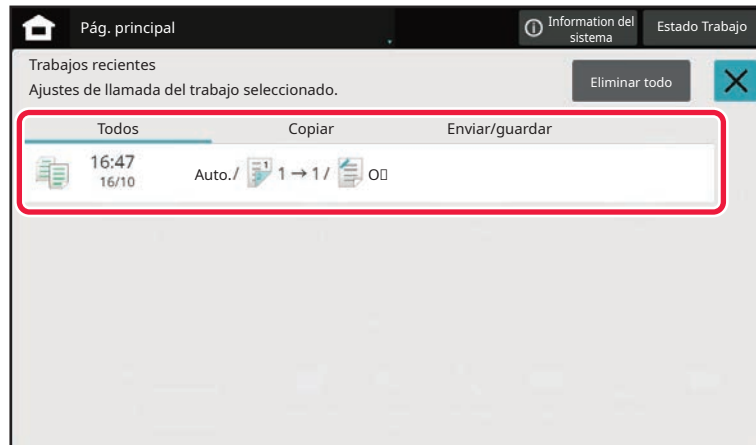 Pág. principal
Information del
sistema
Estado Trabajo
Trabajos recientes
Ajustes de llamada del trabajo seleccionado.
Eliminar todo
Todos Copiar Enviar/guardar
16:47
16/10
Auto./ 1 → 1 / O